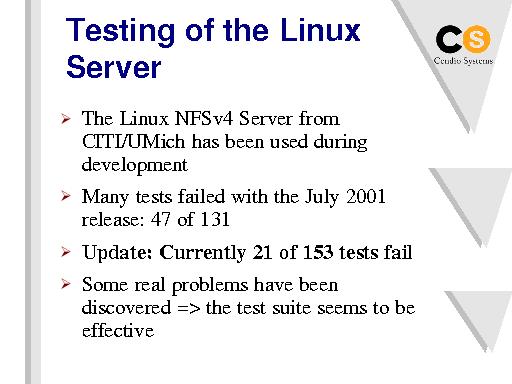 Testing of the Linux
Server
CS
Cendio Systems
The Linux NFSv4 Server from
CITI/UMich has been used during
development
Many tests failed with the July 2001
release: 47 of 131
Update: Currently 21 of 153 tests fail
Some real problems have been
discovered => the test suite seems to be
effective